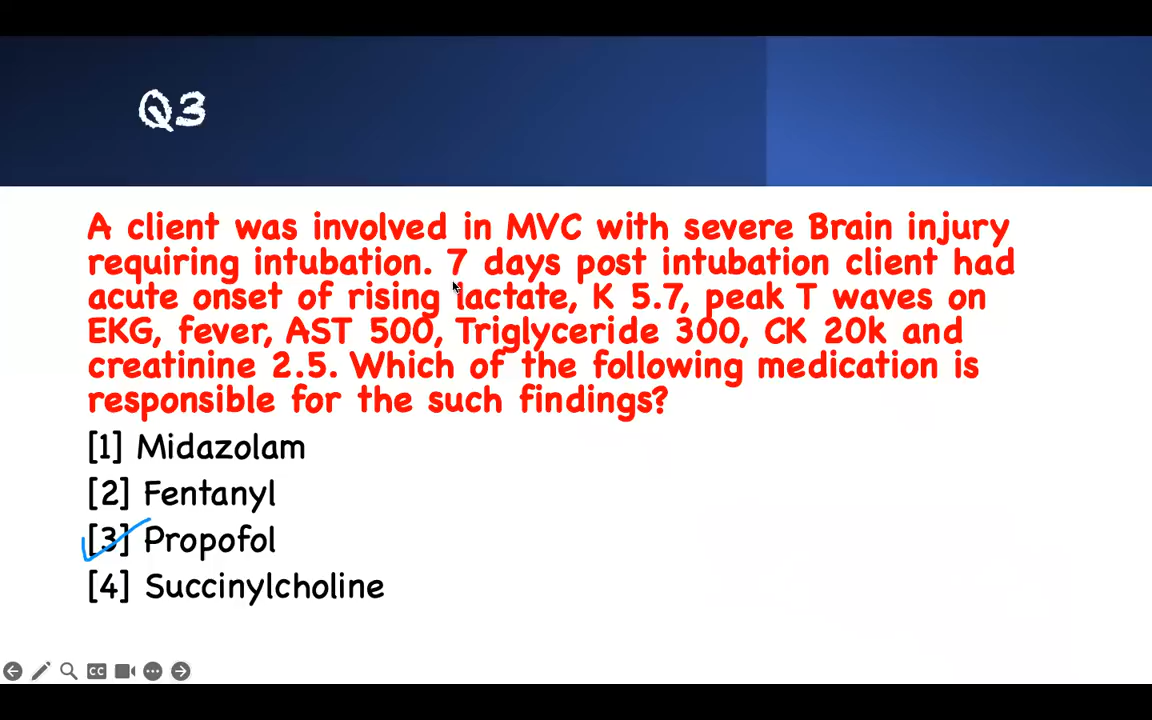 Q3
A client was involved in MVC with severe Brain injury
requiring intubation. 7 days post intubation client had
acute onset of rising lactate, K 5.7, peak T waves on
EKG, fever, AST 500, Triglyceride 300, CK 20k and
creatinine 2.5. Which of the following medication is
responsible for the such findings?
[1] Midazolam
[2] Fentanyl
[3] Propofol
[4] Succinylcholine
CC